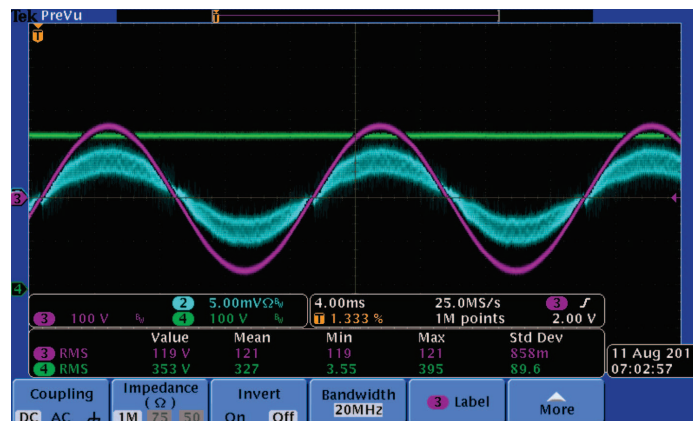 Tek PreVu
T
T
3
4
2 5.00mVΩBW
3 100 V BW 4 100 V BW
4.00ms 25.0MS/s 3
T 1.333 % 1M points 2.00 V
Value Mean Min Max Std Dev
3 RMS 119 V 121 119 121 858m
4 RMS 353 V 327 3.55 395 89.6
11 Aug 201
07:02:57
Coupling
DC AC
Impedance
(Ω)
1M 75 50
Invert
On Off
Bandwidth
20MHz
3 Label
More